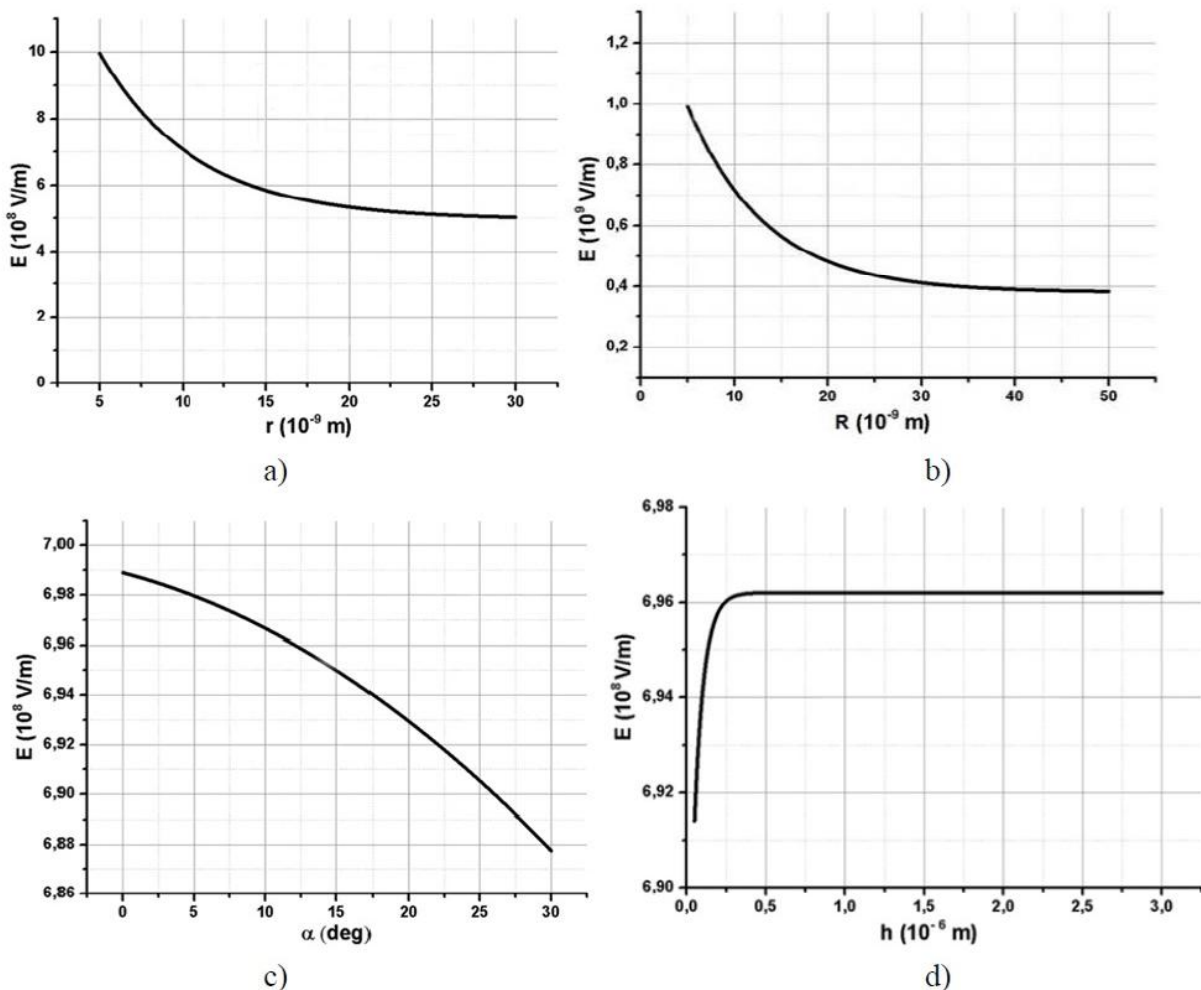 10
8
6
4
2
0
E (10⁸ V/m)
5 10 15 20 25 30
r (10⁻⁹ m)
a)
1,2
1,0
0,8
0,6
0,4
0,2
E (10⁹ V/m)
0 10 20 30 40 50
R (10⁻⁹ m)
b)
7,00
6,98
6,96
6,94
6,92
6,90
6,88
6,86
E (10⁸ V/m)
0 5 10 15 20 25 30
α (deg)
c)
6,98
6,96
6,94
6,92
6,90
E (10⁸ V/m)
0,0 0,5 1,0 1,5 2,0 2,5 3,0
h (10⁻⁶ m)
d)